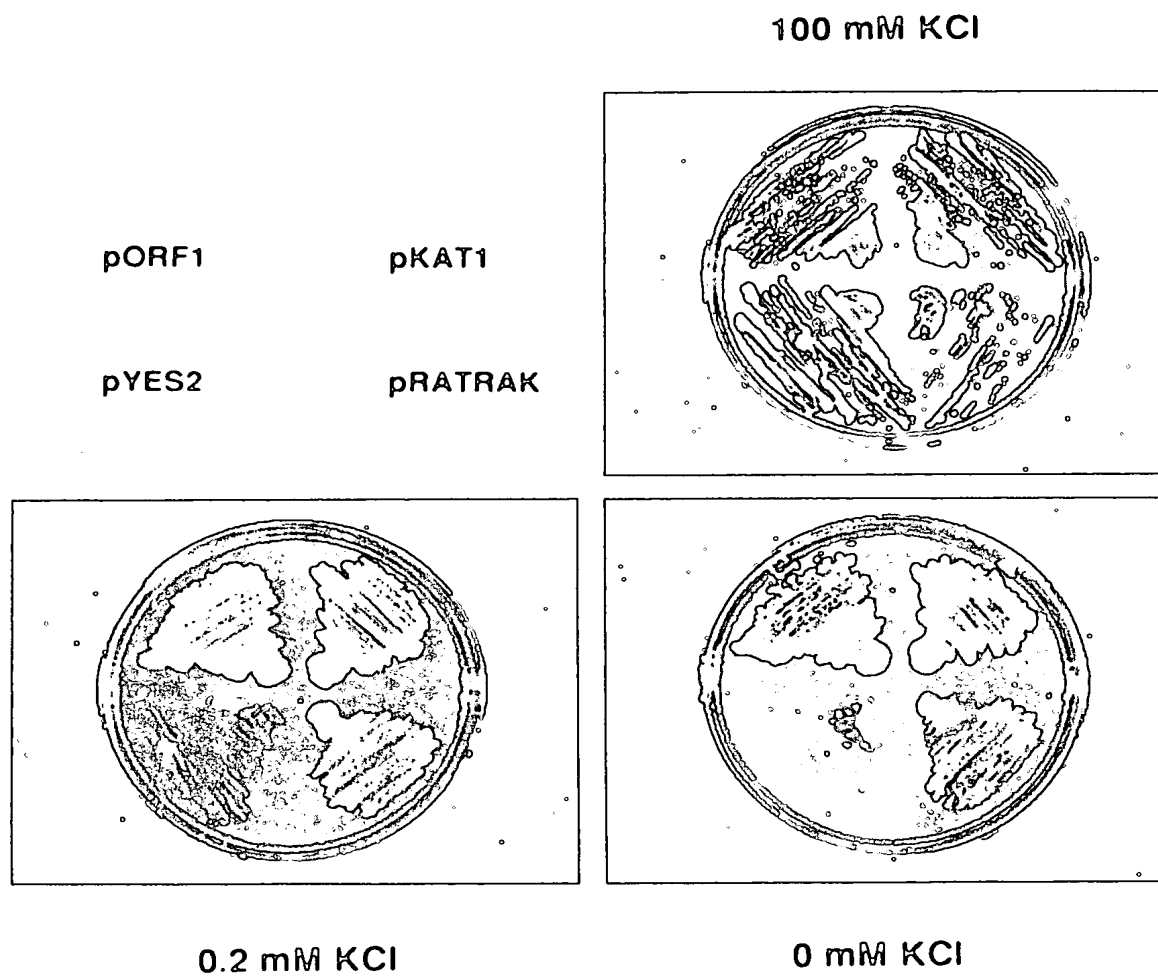 100 mM KCl
pORF1 pKAT1
pYES2 pRATRAK
0.2 mM KCl
0 mM KCl